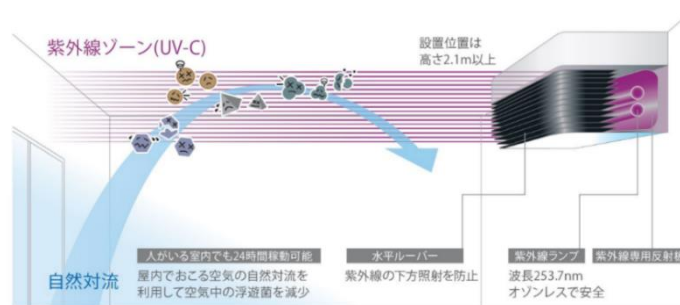 紫外線ゾーン(UV-C)
設置位置は
高さ2.1m以上
自然対流
人がいる室内でも24時間稼動可能
屋内でおこる空気の自然対流を
利用して空気中の浮遊菌を減少
水平ルーバー
紫外線の下方照射を防止
紫外線ランプ
波長253.7nm
オゾンレスで安全
紫外線専用反射板